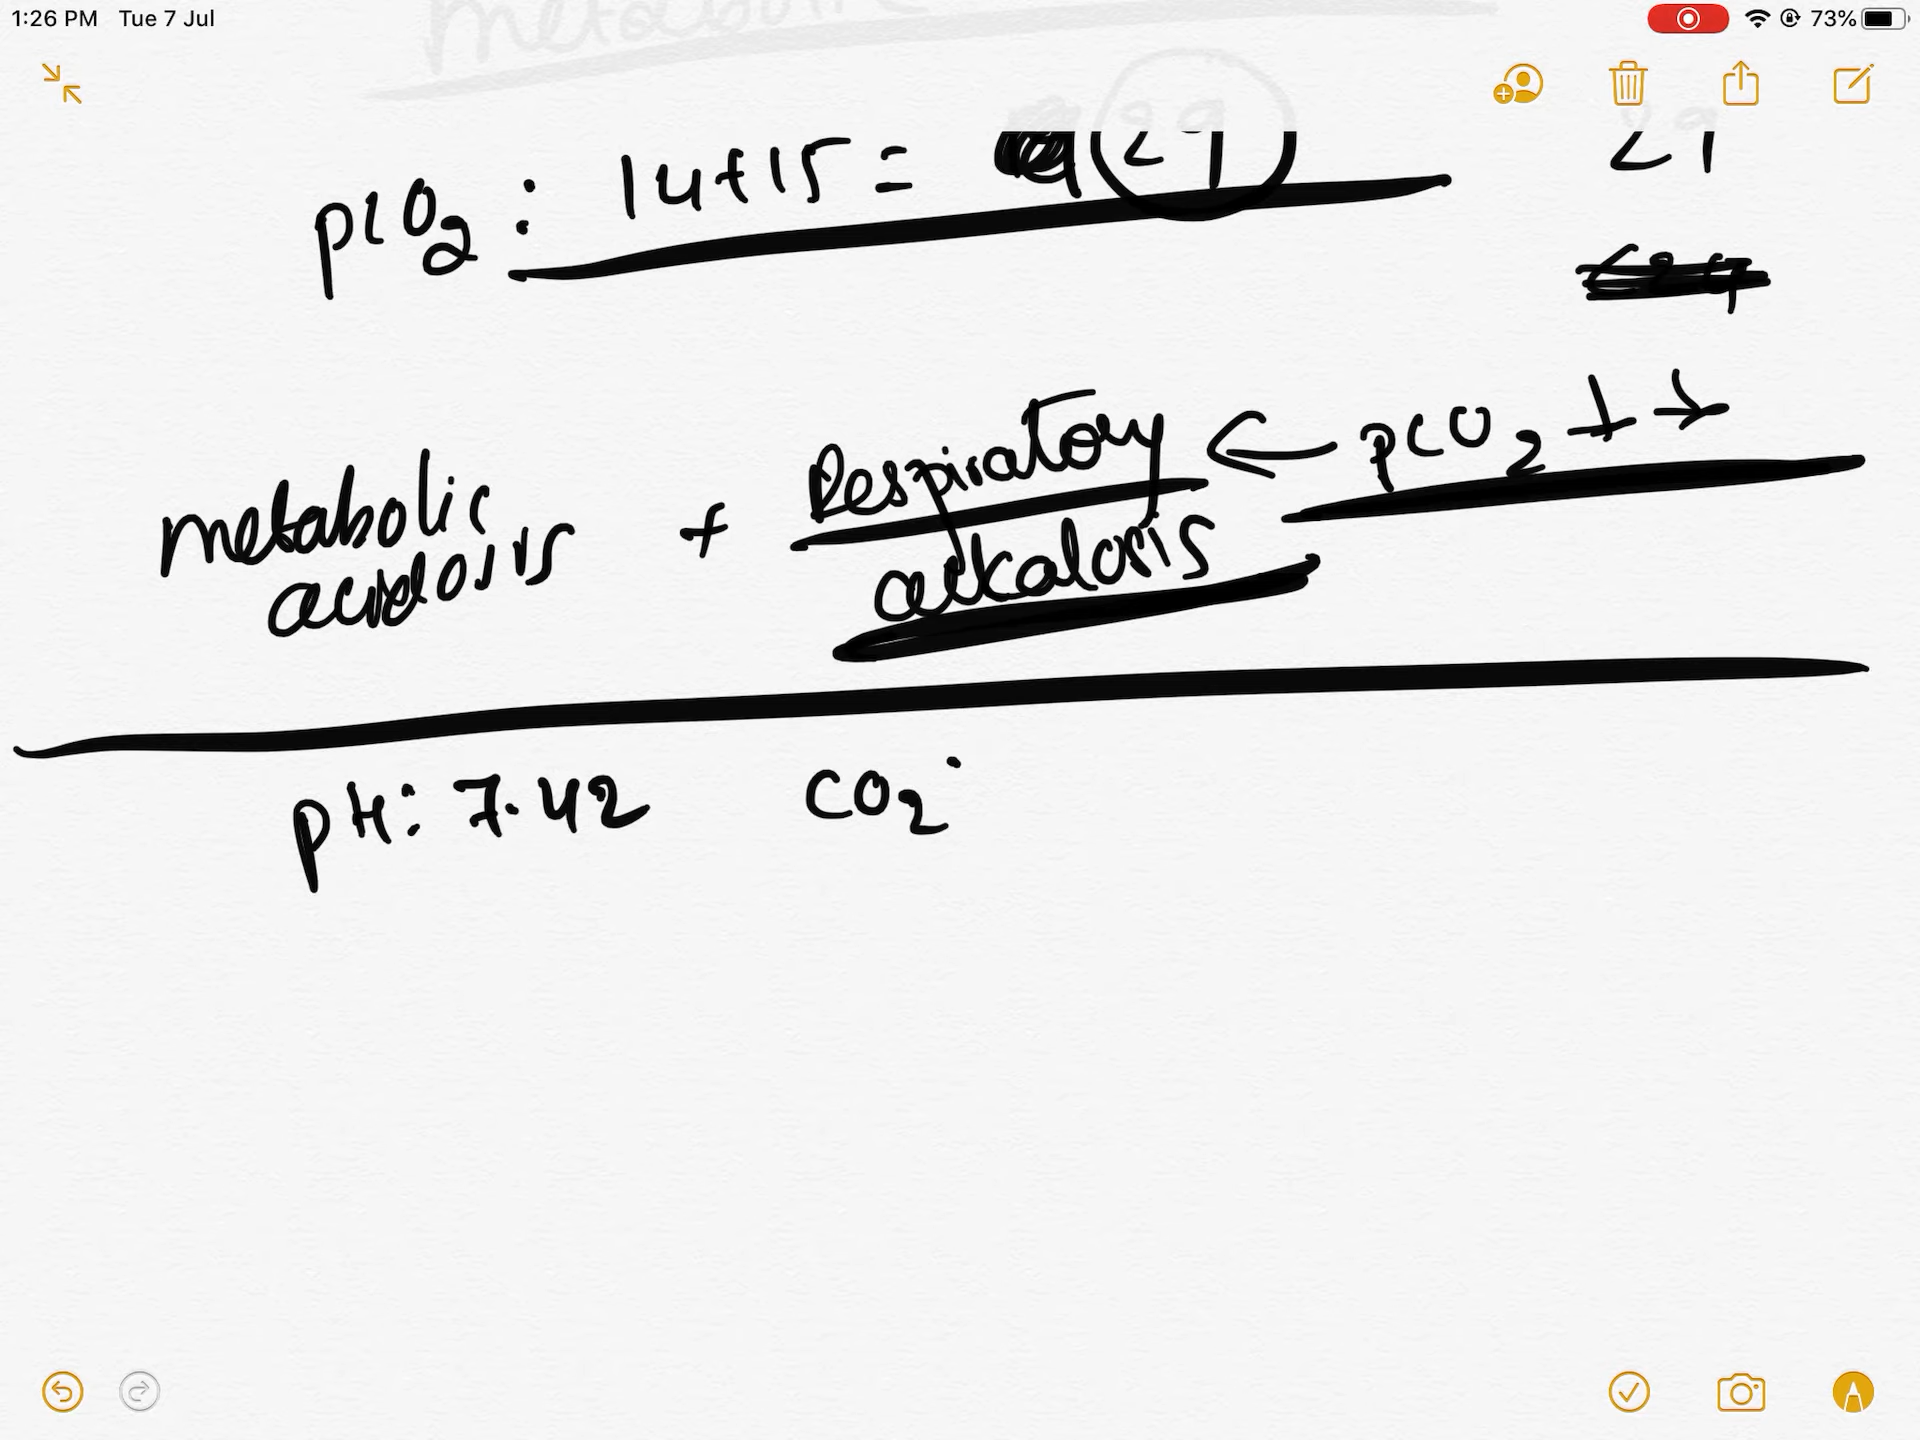 1:26 PM Tue 7 Jul
73%
metabolic
29
pCO2 : 14+15 = 29
metabolic acidosis + Respiratory alkalosis ← pCO2 ↓↓
pH: 7.42 CO2: